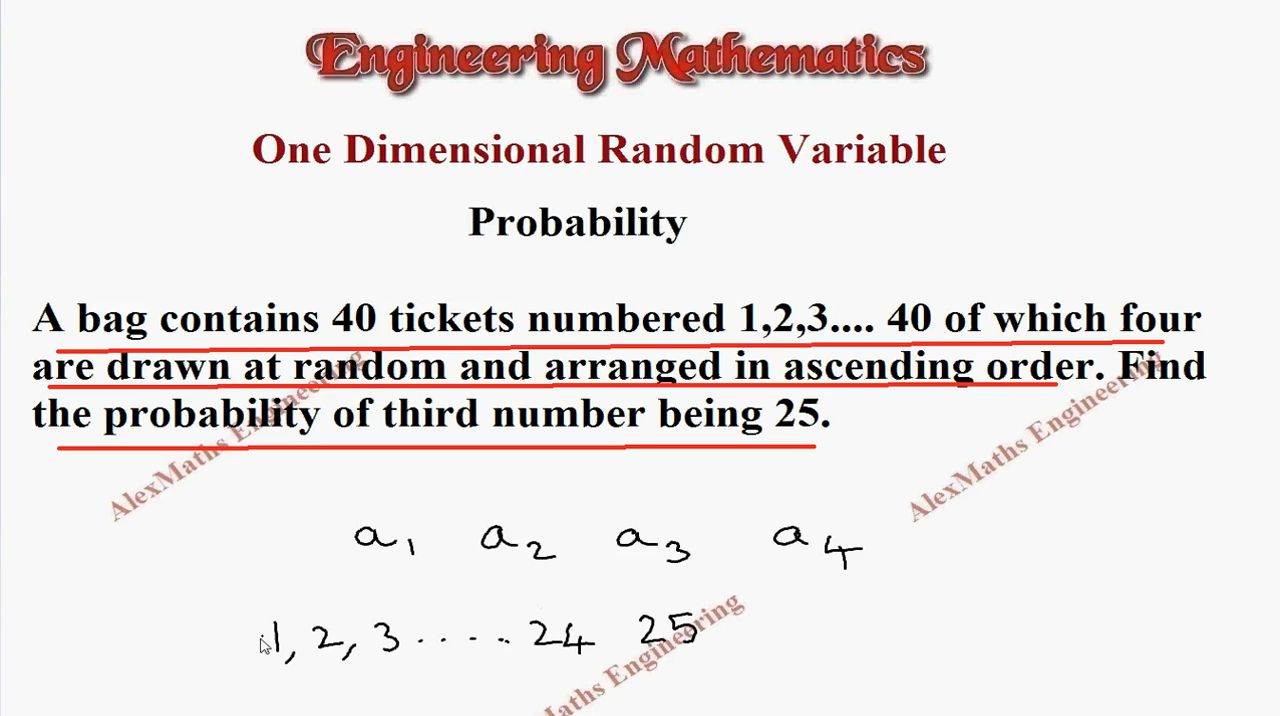 Engineering Mathematics
One Dimensional Random Variable
Probability
A bag contains 40 tickets numbered 1,2,3.... 40 of which four
are drawn at random and arranged in ascending order. Find
the probability of third number being 25.
AlexMaths Engineering
AlexMaths Engineering
a1 a2 a3 a4
1, 2, 3 ..... 24 25
Maths Engineering